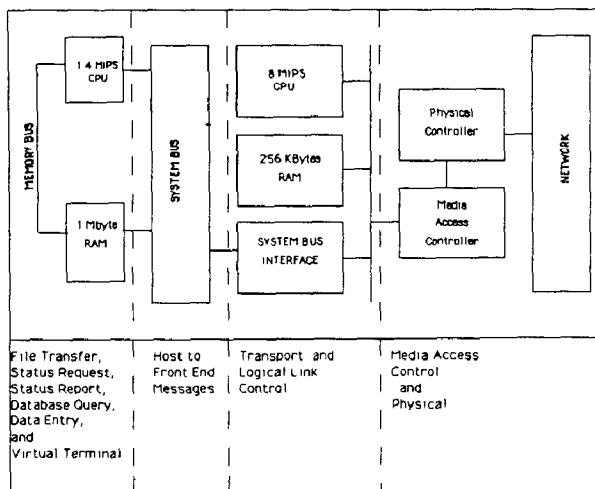 MEMORY BUS
1 4 MIPS
CPU
1 Mbyte
RAM
SYSTEM BUS
8 MIPS
CPU
256 KBytes
RAM
SYSTEM BUS
INTERFACE
Physical
Controller
Media
Access
Controller
NETWORK
File Transfer,
Status Request,
Status Report,
Database Query,
Data Entry,
and
Virtual Terminal
Host to
Front End
Messages
Transport and
Logical Link
Control
Media Access
Control
and
Physical